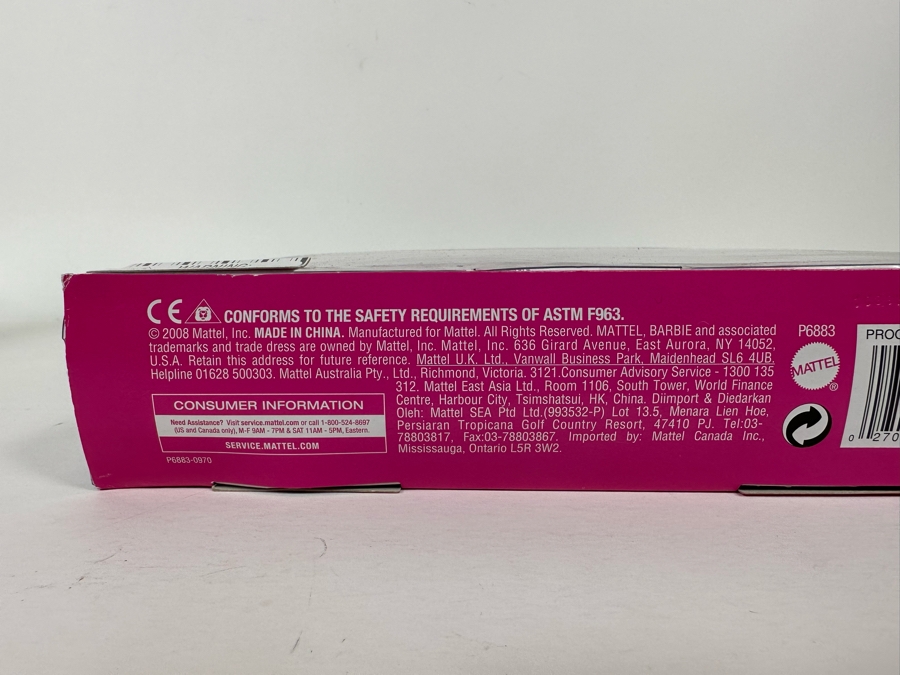 CE CONFORMS TO THE SAFETY REQUIREMENTS OF ASTM F963.
© 2008 Mattel, Inc. MADE IN CHINA. Manufactured for Mattel. All Rights Reserved. MATTEL, BARBIE and associated
trademarks and trade dress are owned by Mattel, Inc. Mattel, Inc. 636 Girard Avenue, East Aurora, NY 14052,
U.S.A. Retain this address for future reference. Mattel U.K. Ltd., Vanwall Business Park, Maidenhead SL6 4UB.
Helpline 01628 500303. Mattel Australia Pty., Ltd., Richmond, Victoria. 3121.Consumer Advisory Service - 1300 135
312. Mattel East Asia Ltd., Room 1106, South Tower, World Finance
Centre, Harbour City, Tsimshatsui, HK, China. Diimport & Diedarkan
Oleh: Mattel SEA Ptd Ltd.(993532-P) Lot 13.5, Menara Lien Hoe,
Persiaran Tropicana Golf Country Resort, 47410 PJ. Tel:03-
78803817, Fax:03-78803867. Imported by: Mattel Canada Inc.,
Mississauga, Ontario L5R 3W2.
CONSUMER INFORMATION
Need Assistance? Visit service.mattel.com or call 1-800-524-8697
(US and Canada only), M-F 9AM - 7PM & SAT 11AM - 5PM, Eastern.
SERVICE.MATTEL.COM
P6883-0970
P6883
MATTEL®
PROO
0 270